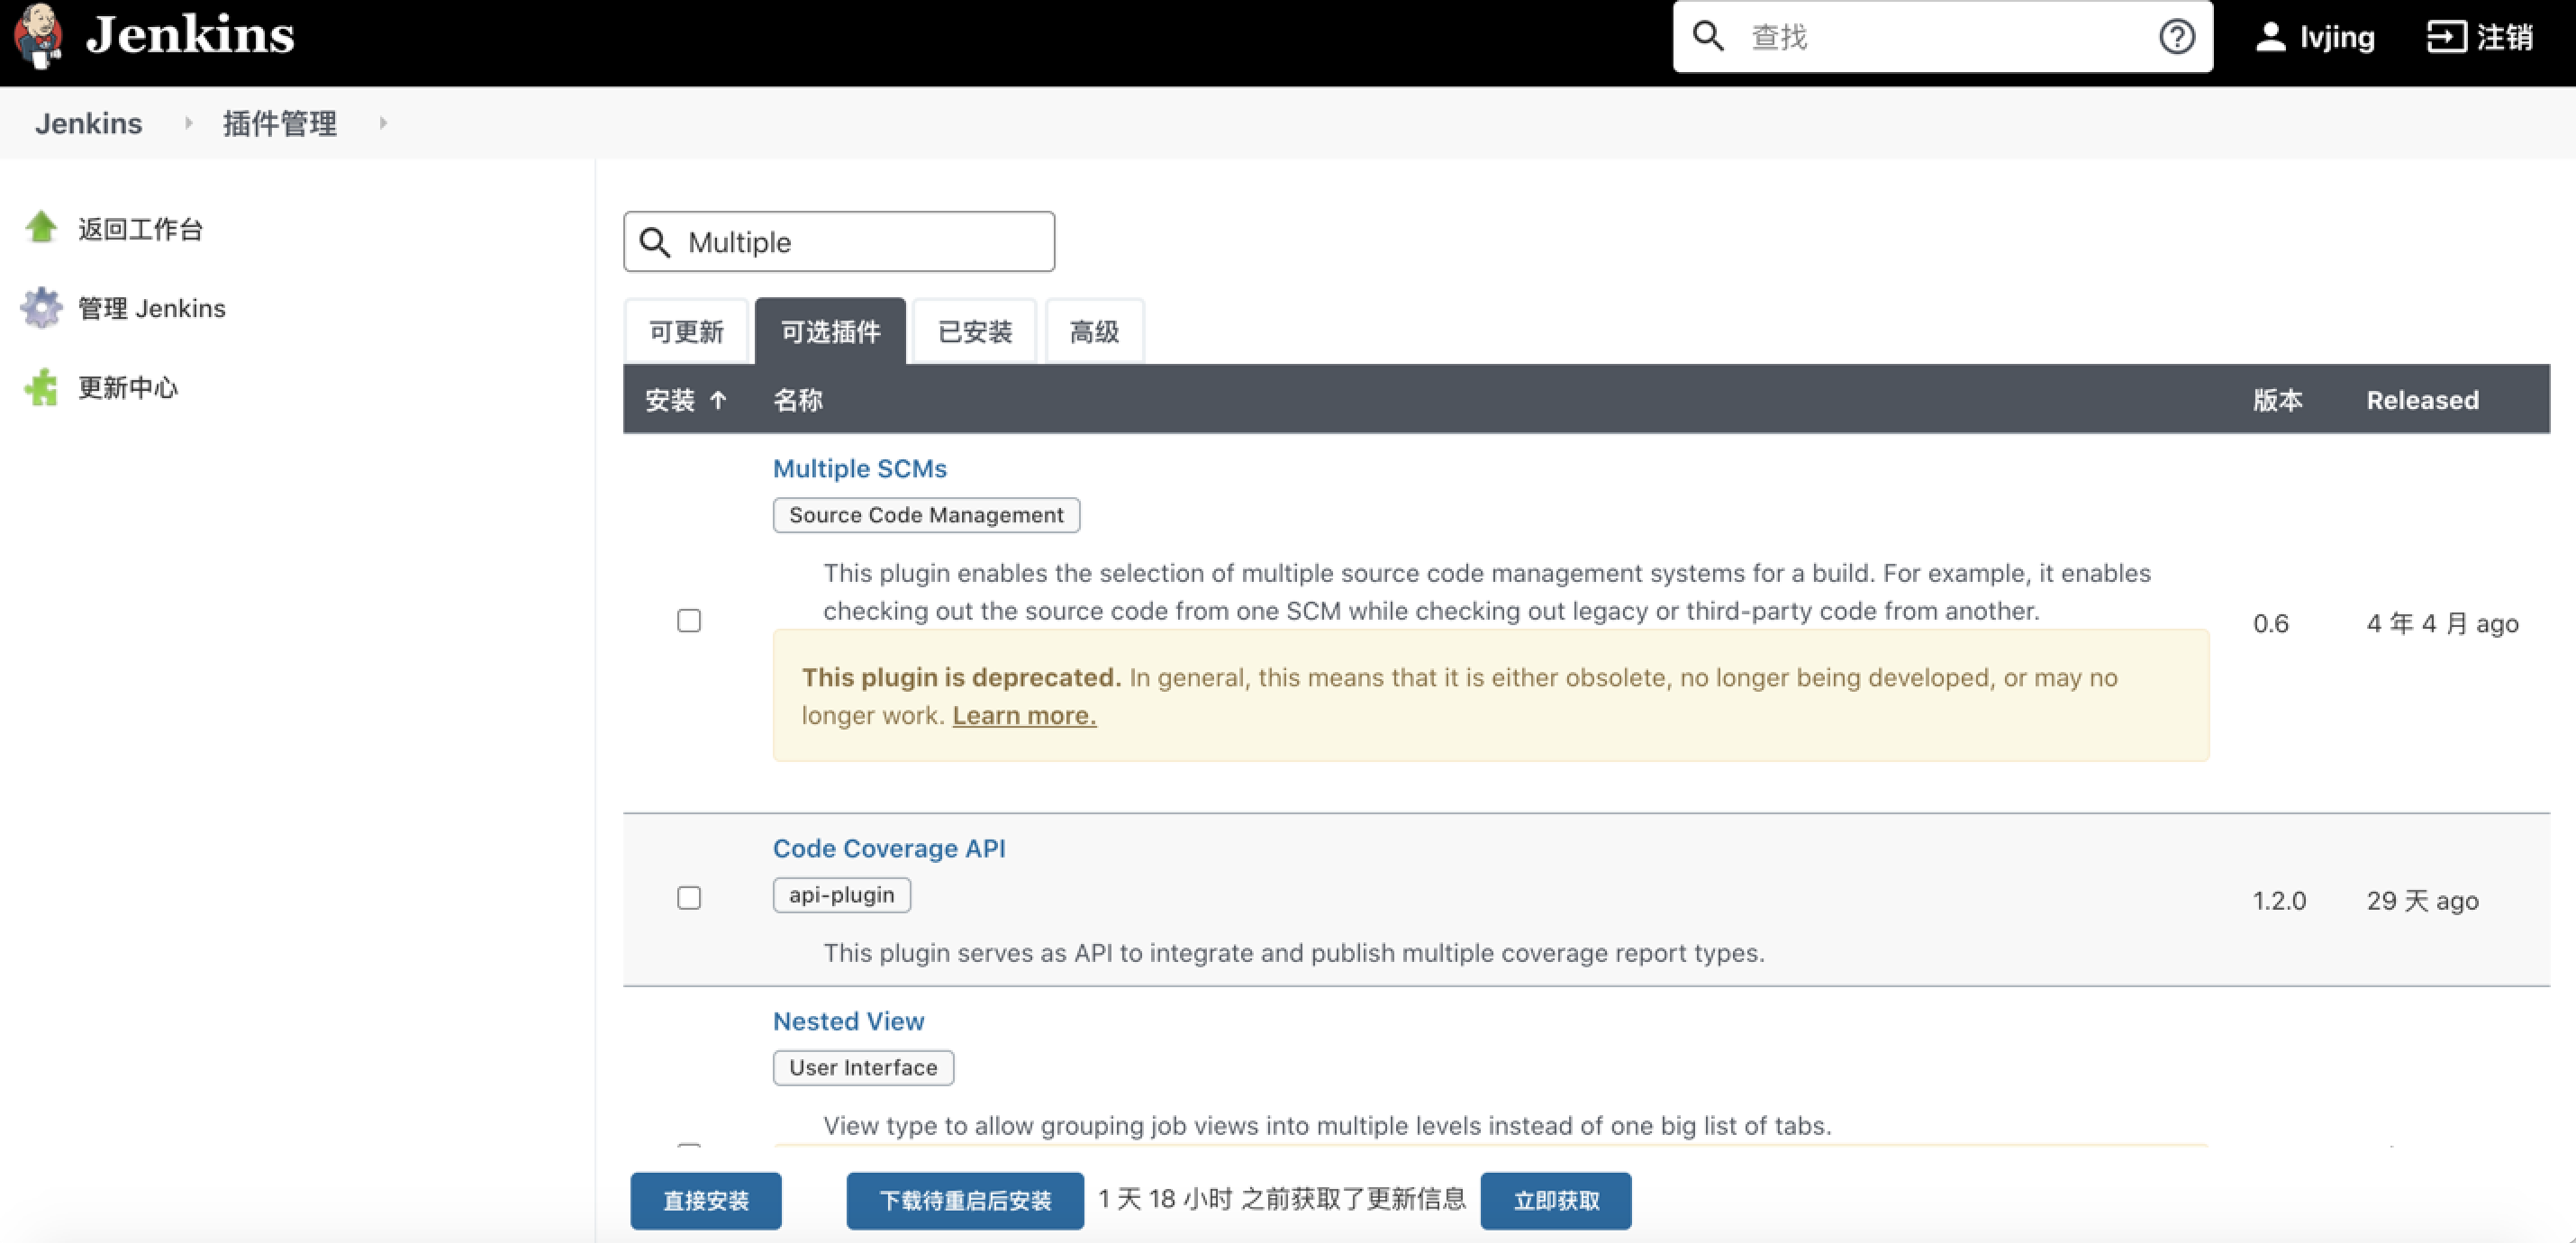 Jenkins
查找
lvjing
注销
Jenkins
插件管理
返回工作台
管理 Jenkins
更新中心
Multiple
可更新
可选插件
已安装
高级
安装 ↑
名称
版本
Released
Multiple SCMs
Source Code Management
This plugin enables the selection of multiple source code management systems for a build. For example, it enables
checking out the source code from one SCM while checking out legacy or third-party code from another.
0.6
4 年 4 月 ago
This plugin is deprecated. In general, this means that it is either obsolete, no longer being developed, or may no
longer work. Learn more.
Code Coverage API
api-plugin
1.2.0
29 天 ago
This plugin serves as API to integrate and publish multiple coverage report types.
Nested View
User Interface
View type to allow grouping job views into multiple levels instead of one big list of tabs.
直接安装
下载待重启后安装
1 天 18 小时 之前获取了更新信息
立即获取